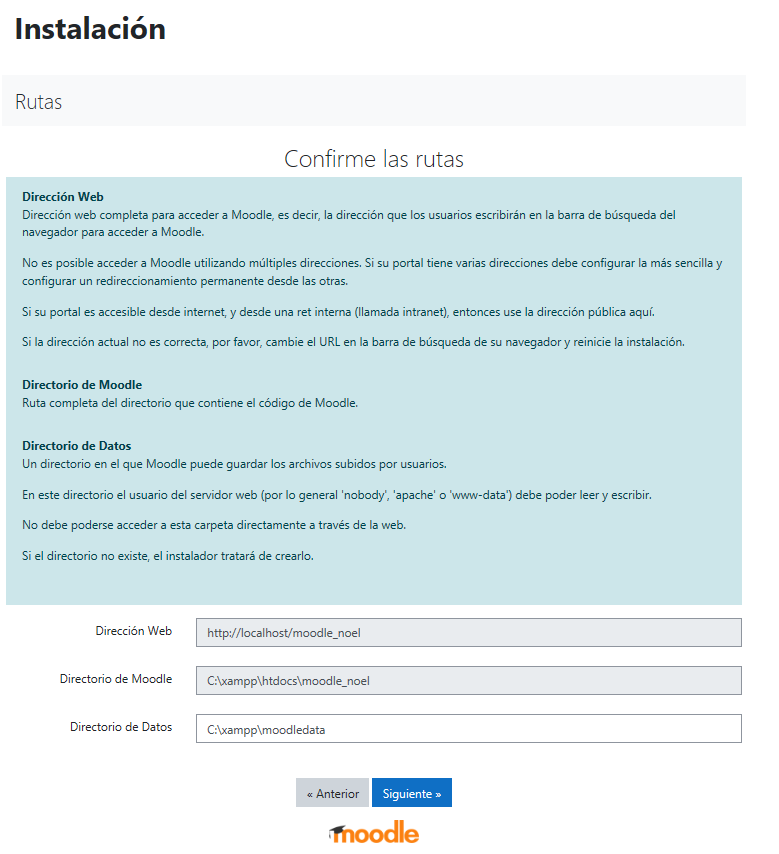 Instalación
Rutas
Confirme las rutas
Dirección Web
Dirección web completa para acceder a Moodle, es decir, la dirección que los usuarios escribirán en la barra de búsqueda del
navegador para acceder a Moodle.
No es posible acceder a Moodle utilizando múltiples direcciones. Si su portal tiene varias direcciones debe configurar la más sencilla y
configurar un redireccionamiento permanente desde las otras.
Si su portal es accesible desde internet, y desde una ret interna (llamada intranet), entonces use la dirección pública aquí.
Si la dirección actual no es correcta, por favor, cambie el URL en la barra de búsqueda de su navegador y reinicie la instalación.
Directorio de Moodle
Ruta completa del directorio que contiene el código de Moodle.
Directorio de Datos
Un directorio en el que Moodle puede guardar los archivos subidos por usuarios.
En este directorio el usuario del servidor web (por lo general 'nobody', 'apache' o 'www-data') debe poder leer y escribir.
No debe poderse acceder a esta carpeta directamente a través de la web.
Si el directorio no existe, el instalador tratará de crearlo.
Dirección Web http://localhost/moodle_noel
Directorio de Moodle C:\xampp\htdocs\moodle_noel
Directorio de Datos C:\xampp\moodledata
« Anterior Siguiente »
moodle